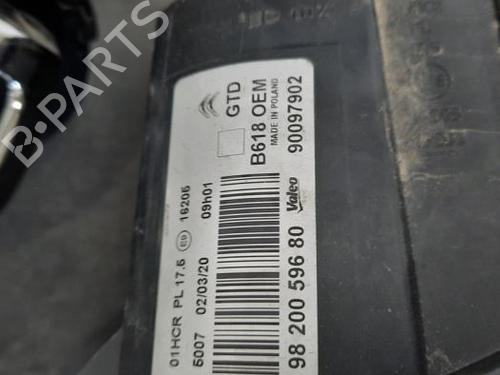 GTD
B618 OEM
MADE IN POLAND
90097902
01HCR PL 17.5 E9 16206 09h01
5007 02/03/20
98 200 596 80 Valeo
B-PARTS